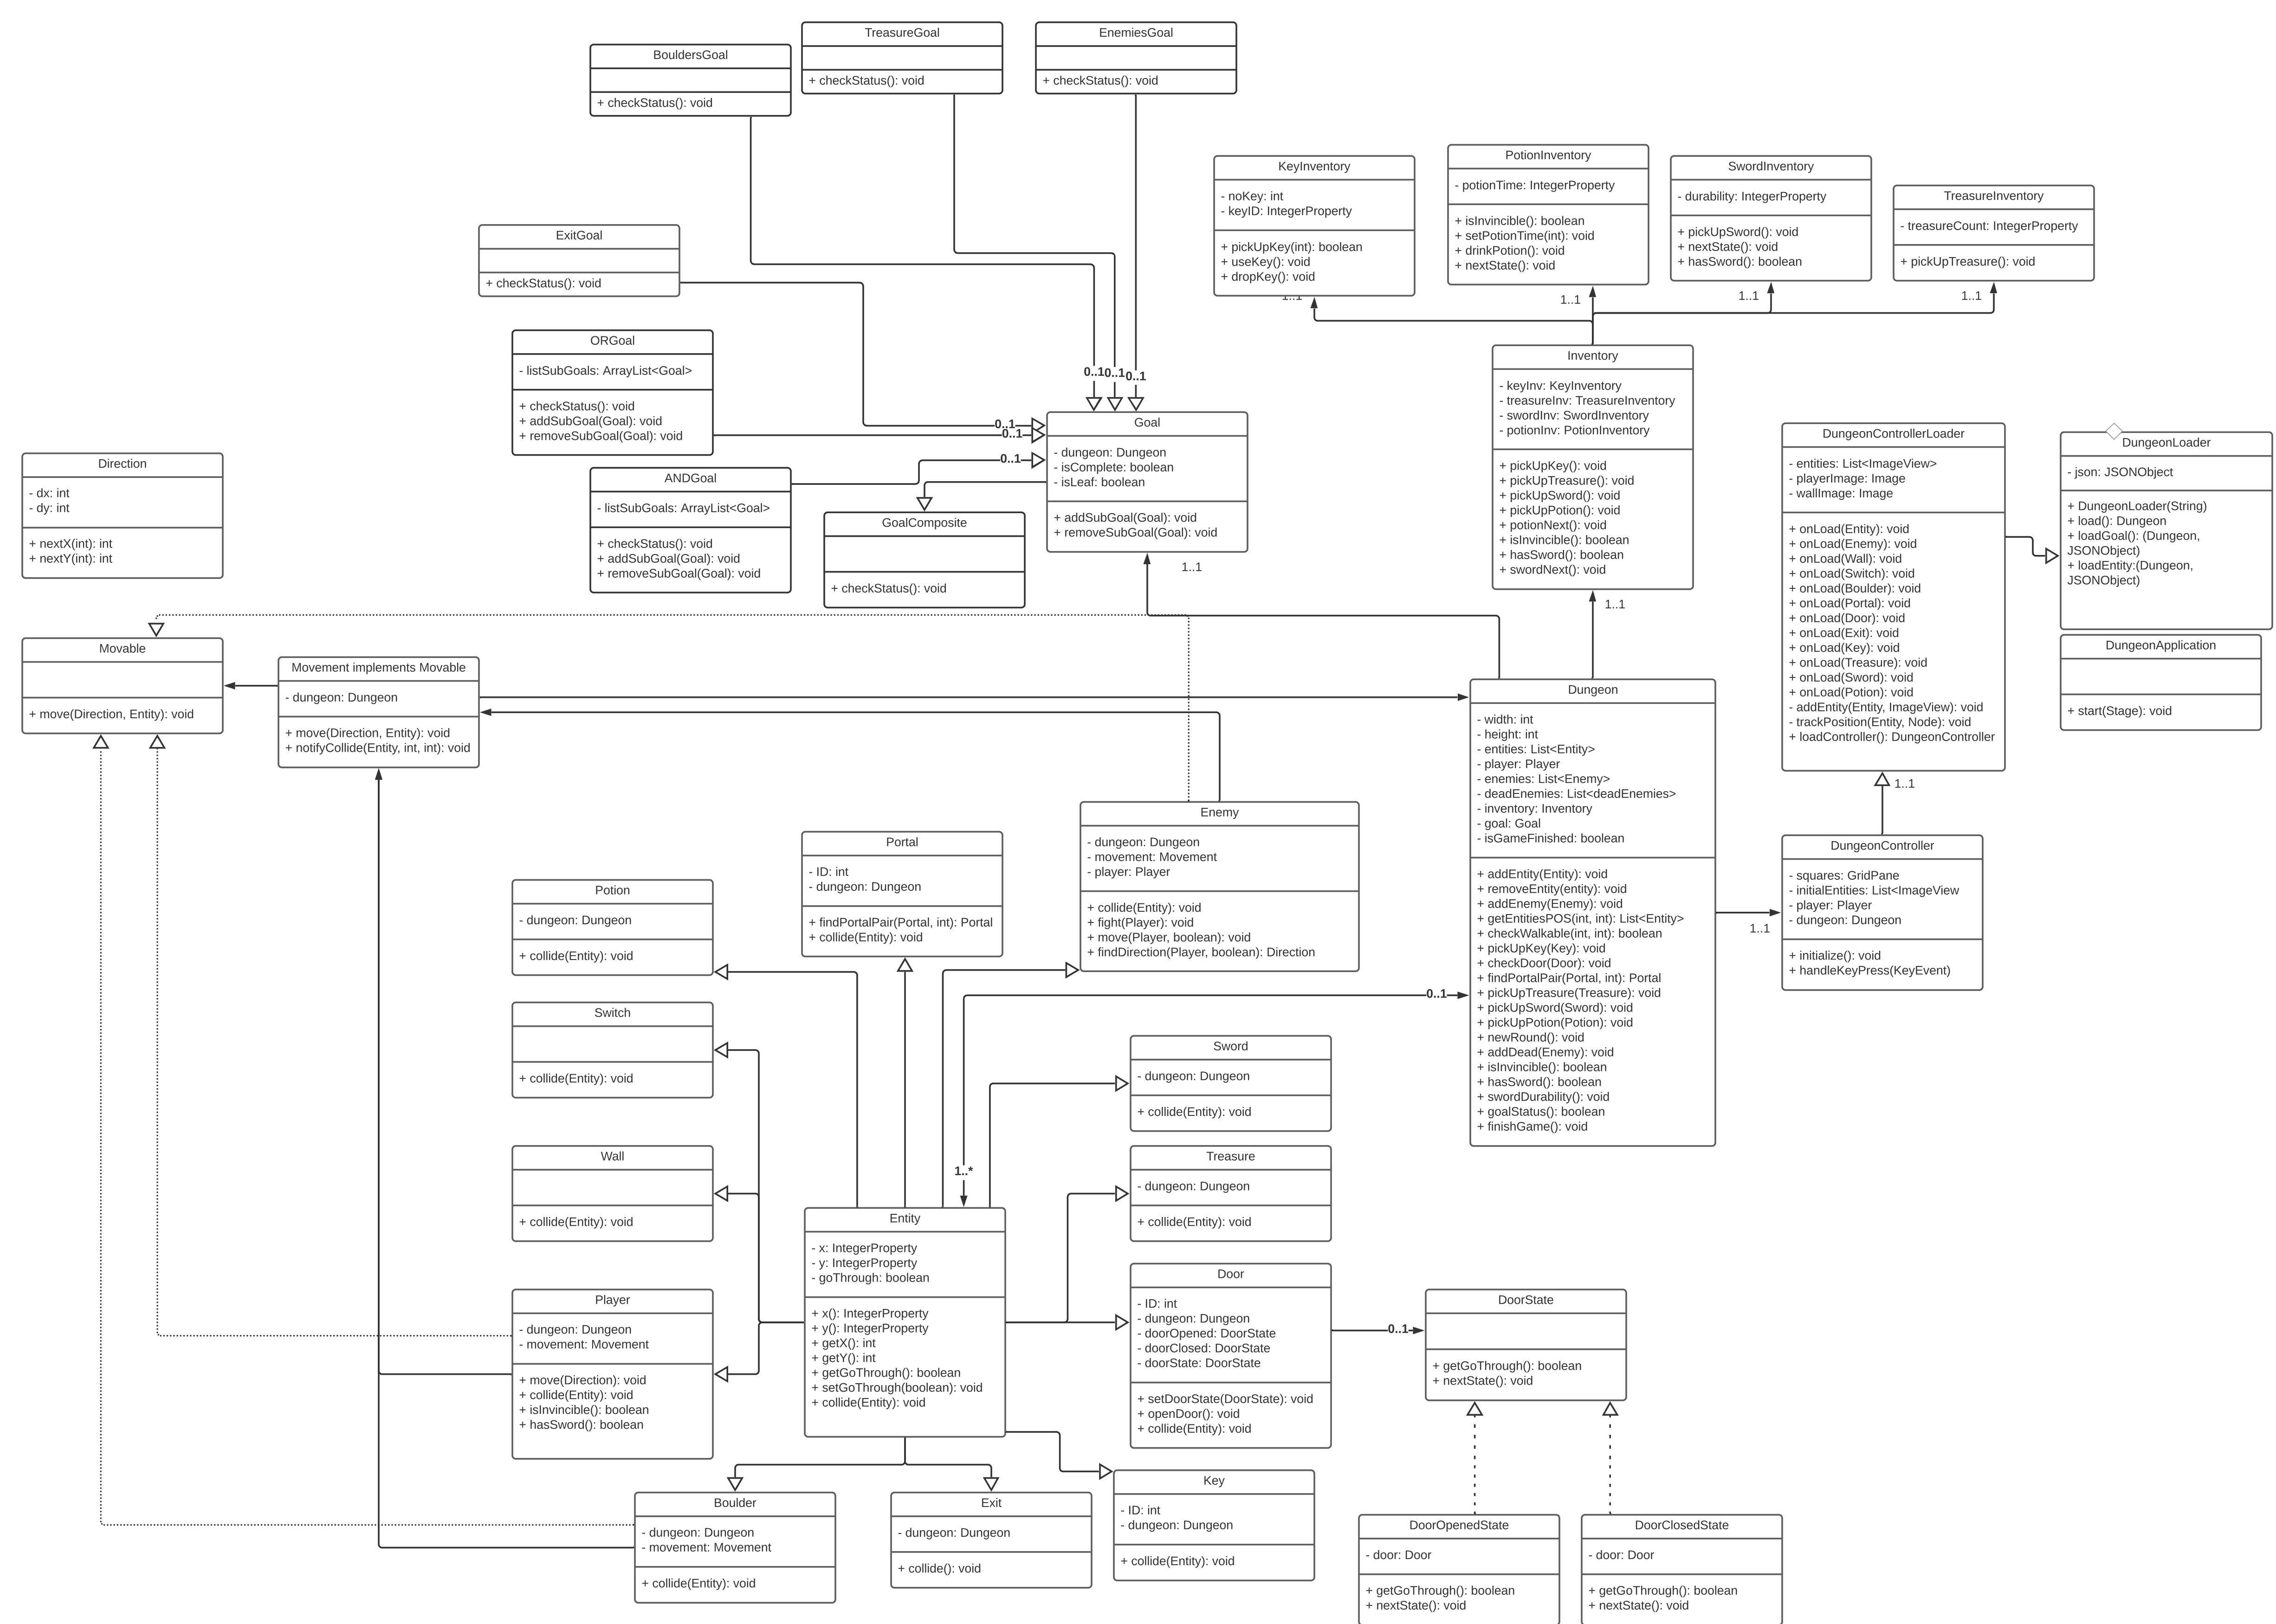 BouldersGoal
+ checkStatus(): void
TreasureGoal
+ checkStatus(): void
EnemiesGoal
+ checkStatus(): void
KeyInventory
- noKey: int
- keyID: IntegerProperty
+ pickUpKey(int): boolean
+ useKey(): void
+ dropKey(): void
1..1
PotionInventory
- potionTime: IntegerProperty
+ isInvincible(): boolean
+ setPotionTime(int): void
+ drinkPotion(): void
+ nextState(): void
1..1
SwordInventory
- durability: IntegerProperty
+ pickUpSword(): void
+ nextState(): void
+ hasSword(): boolean
1..1
TreasureInventory
- treasureCount: IntegerProperty
+ pickUpTreasure(): void
1..1
ExitGoal
+ checkStatus(): void
ORGoal
- listSubGoals: ArrayList<Goal>
+ checkStatus(): void
+ addSubGoal(Goal): void
+ removeSubGoal(Goal): void
ANDGoal
- listSubGoals: ArrayList<Goal>
+ checkStatus(): void
+ addSubGoal(Goal): void
+ removeSubGoal(Goal): void
0..1
0..1
0..1
0..1
0..1
0..1
Goal
- dungeon: Dungeon
- isComplete: boolean
- isLeaf: boolean
+ addSubGoal(Goal): void
+ removeSubGoal(Goal): void
1..1
GoalComposite
+ checkStatus(): void
Inventory
- keyInv: KeyInventory
- treasureInv: TreasureInventory
- swordInv: SwordInventory
- potionInv: PotionInventory
+ pickUpKey(): void
+ pickUpTreasure(): void
+ pickUpSword(): void
+ pickUpPotion(): void
+ potionNext(): void
+ isInvincible(): boolean
+ hasSword(): boolean
+ swordNext(): void
1..1
DungeonControllerLoader
- entities: List<ImageView>
- playerImage: Image
- wallImage: Image
+ onLoad(Entity): void
+ onLoad(Enemy): void
+ onLoad(Wall): void
+ onLoad(Switch): void
+ onLoad(Boulder): void
+ onLoad(Portal): void
+ onLoad(Door): void
+ onLoad(Exit): void
+ onLoad(Key): void
+ onLoad(Treasure): void
+ onLoad(Sword): void
+ onLoad(Potion): void
- addEntity(Entity, ImageView): void
- trackPosition(Entity, Node): void
+ loadController(): DungeonController
1..1
DungeonLoader
- json: JSONObject
+ DungeonLoader(String)
+ load(): Dungeon
+ loadGoal(): (Dungeon,
JSONObject)
+ loadEntity:(Dungeon,
JSONObject)
DungeonApplication
+ start(Stage): void
Direction
- dx: int
- dy: int
+ nextX(int): int
+ nextY(int): int
Movable
+ move(Direction, Entity): void
Movement implements Movable
- dungeon: Dungeon
+ move(Direction, Entity): void
+ notifyCollide(Entity, int, int): void
Dungeon
- width: int
- height: int
- entities: List<Entity>
- player: Player
- enemies: List<Enemy>
- deadEnemies: List<deadEnemies>
- inventory: Inventory
- goal: Goal
- isGameFinished: boolean
+ addEntity(Entity): void
+ removeEntity(entity): void
+ addEnemy(Enemy): void
+ getEntitiesPOS(int, int): List<Entity>
+ checkWalkable(int, int): boolean
+ pickUpKey(Key): void
+ checkDoor(Door): void
+ findPortalPair(Portal, int): Portal
+ pickUpTreasure(Treasure): void
+ pickUpSword(Sword): void
+ pickUpPotion(Potion): void
+ newRound(): void
+ addDead(Enemy): void
+ isInvincible(): boolean
+ hasSword(): boolean
+ swordDurability(): void
+ goalStatus(): boolean
+ finishGame(): void
1..1
DungeonController
- squares: GridPane
- initialEntities: List<ImageView
- player: Player
- dungeon: Dungeon
+ initialize(): void
+ handleKeyPress(KeyEvent)
Enemy
- dungeon: Dungeon
- movement: Movement
- player: Player
+ collide(Entity): void
+ fight(Player): void
+ move(Player, boolean): void
+ findDirection(Player, boolean): Direction
Portal
- ID: int
- dungeon: Dungeon
+ findPortalPair(Portal, int): Portal
+ collide(Entity): void
Potion
- dungeon: Dungeon
+ collide(Entity): void
0..1
Switch
+ collide(Entity): void
Sword
- dungeon: Dungeon
+ collide(Entity): void
Wall
+ collide(Entity): void
Treasure
- dungeon: Dungeon
+ collide(Entity): void
1..*
Entity
- x: IntegerProperty
- y: IntegerProperty
- goThrough: boolean
+ x(): IntegerProperty
+ y(): IntegerProperty
+ getX(): int
+ getY(): int
+ getGoThrough(): boolean
+ setGoThrough(boolean): void
+ collide(Entity): void
Player
- dungeon: Dungeon
- movement: Movement
+ move(Direction): void
+ collide(Entity): void
+ isInvincible(): boolean
+ hasSword(): boolean
Door
- ID: int
- dungeon: Dungeon
- doorOpened: DoorState
- doorClosed: DoorState
- doorState: DoorState
+ setDoorState(DoorState): void
+ openDoor(): void
+ collide(Entity): void
0..1
DoorState
+ getGoThrough(): boolean
+ nextState(): void
Boulder
- dungeon: Dungeon
- movement: Movement
+ collide(Entity): void
Exit
- dungeon: Dungeon
+ collide(): void
Key
- ID: int
- dungeon: Dungeon
+ collide(Entity): void
DoorOpenedState
- door: Door
+ getGoThrough(): boolean
+ nextState(): void
DoorClosedState
- door: Door
+ getGoThrough(): boolean
+ nextState(): void